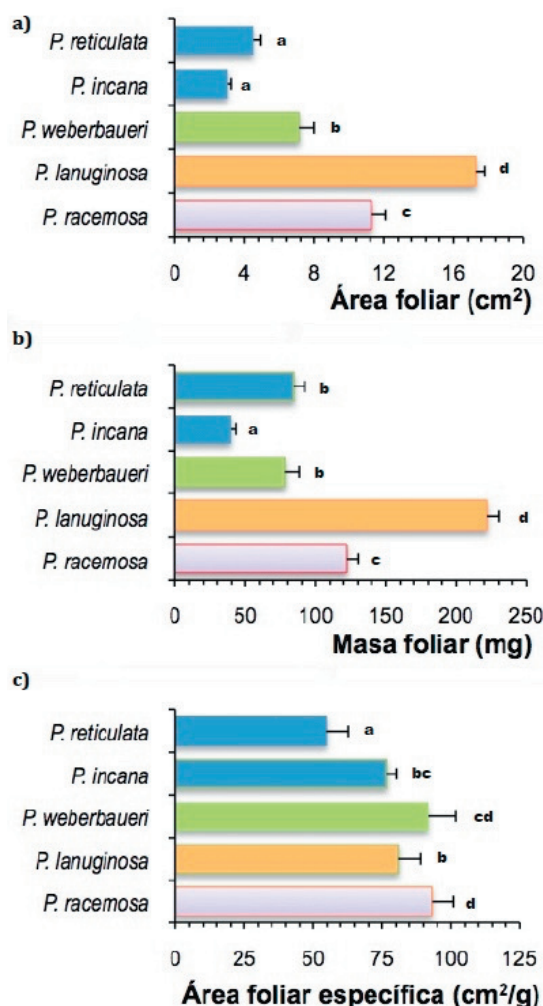 a)
P. reticulata a
P. incana a
P. weberbaueri b
P. lanuginosa d
P. racemosa c
0 4 8 12 16 20
Área foliar (cm²)
b)
P. reticulata b
P. incana a
P. weberbaueri b
P. lanuginosa d
P. racemosa c
0 50 100 150 200 250
Masa foliar (mg)
c)
P. reticulata a
P. incana bc
P. weberbaueri cd
P. lanuginosa b
P. racemosa d
0 25 50 75 100 125
Área foliar específica (cm²/g)